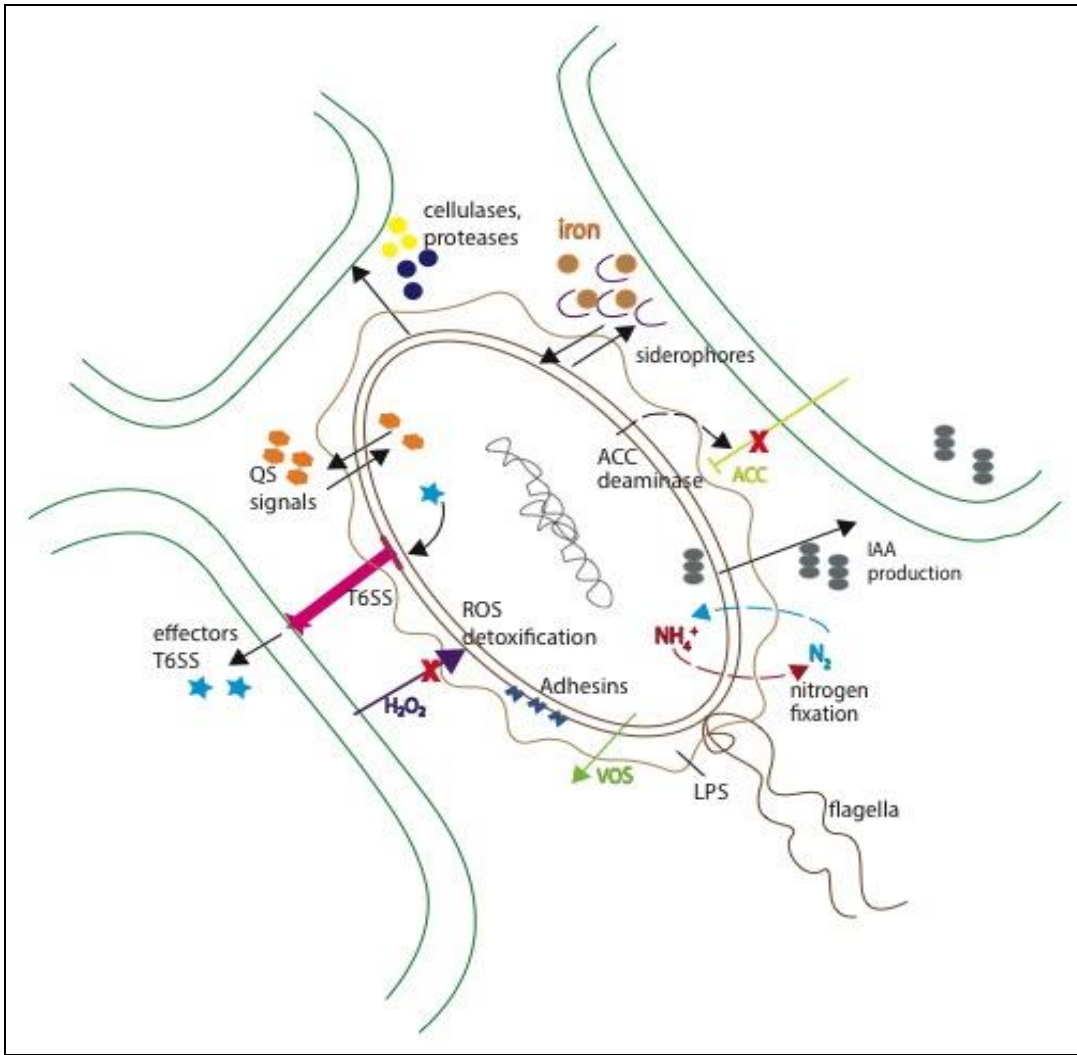 cellulases,
proteases
iron
siderophores
ACC
deaminase
ACC
QS
signals
IAA
production
T6SS
ROS
detoxification
effectors
T6SS
NH₄⁺
N₂
nitrogen
fixation
H₂O₂
Adhesins
VOS
LPS
flagella